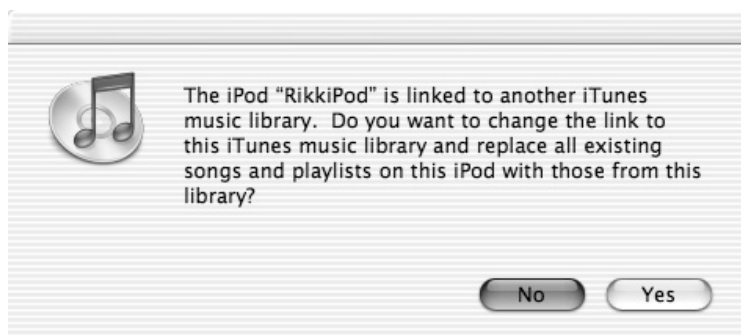 The iPod “RikkiPod” is linked to another iTunes
music library.  Do you want to change the link to
this iTunes music library and replace all existing
songs and playlists on this iPod with those from this
library?
No
Yes